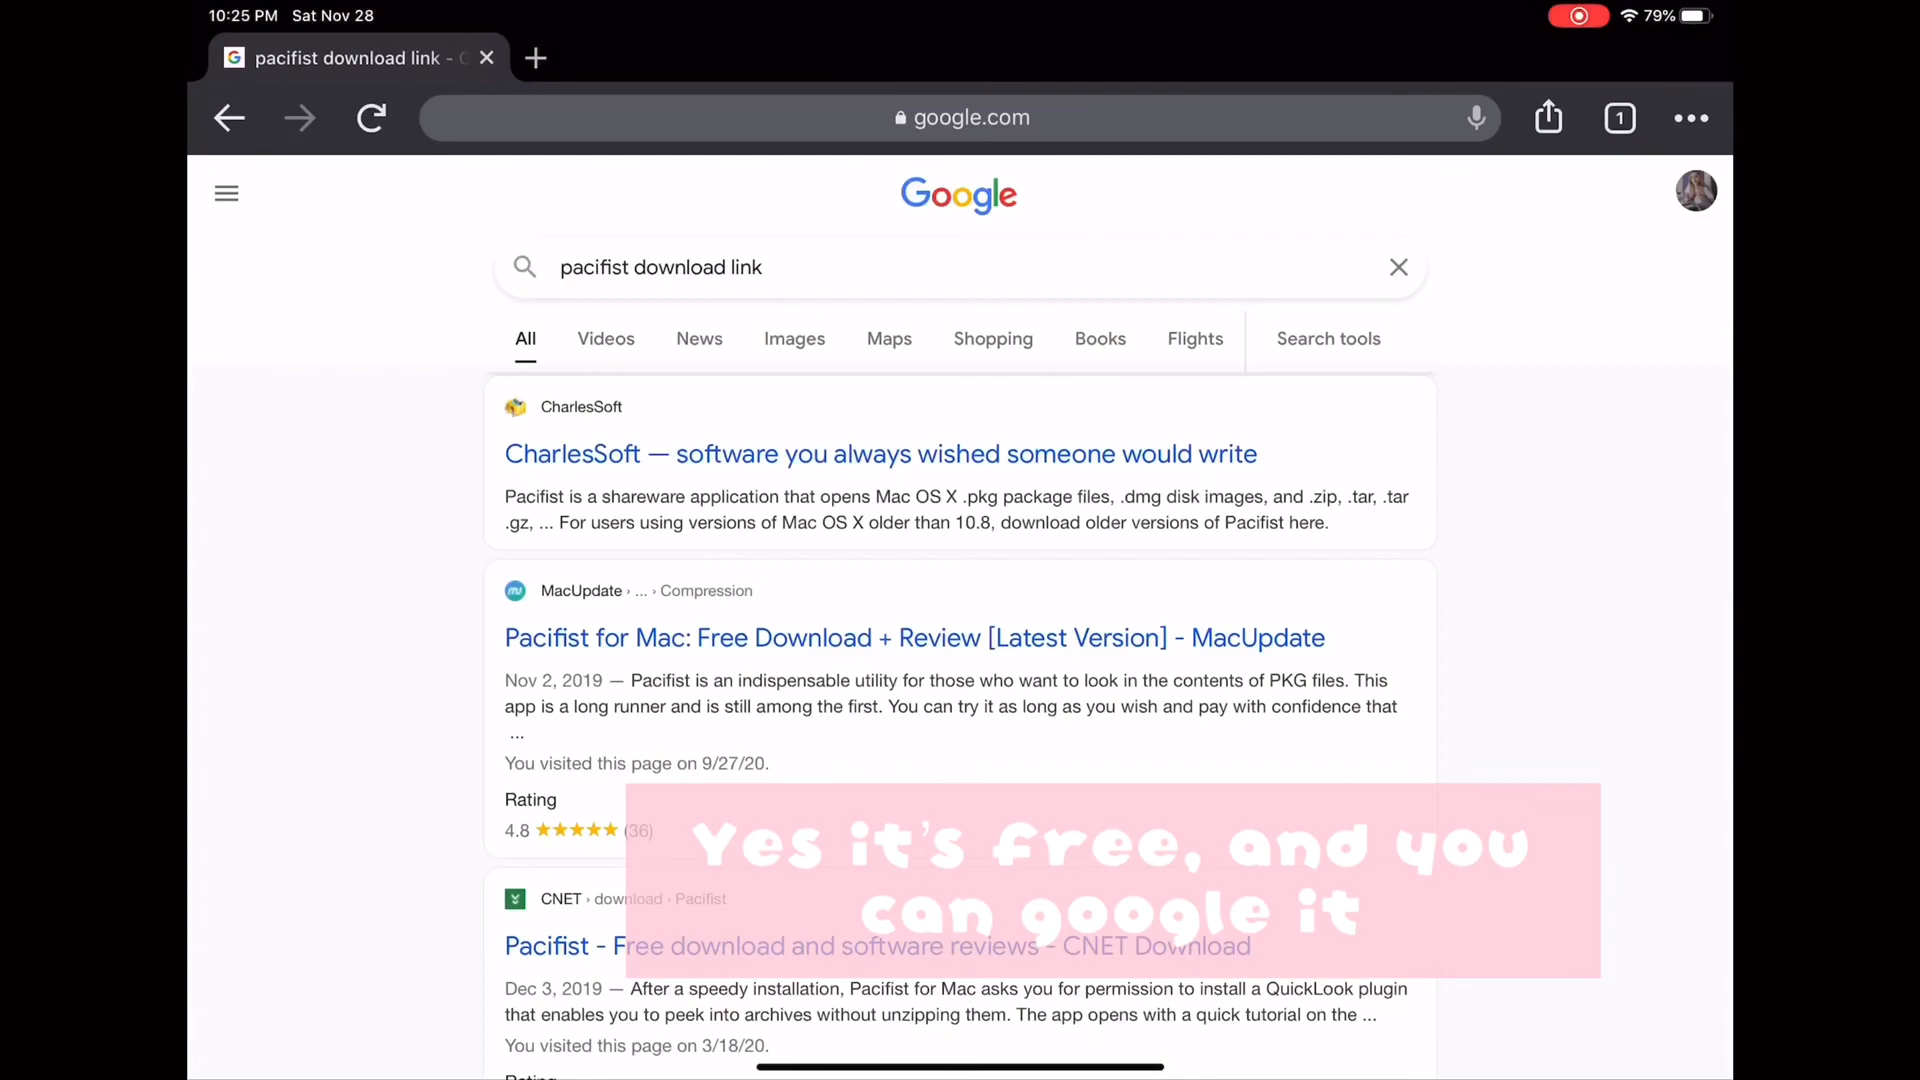 10:25 PM Sat Nov 28
79%
pacifist download link -
google.com
1
Google
pacifist download link
All Videos News Images Maps Shopping Books Flights Search tools
CharlesSoft
CharlesSoft — software you always wished someone would write
Pacifist is a shareware application that opens Mac OS X .pkg package files, .dmg disk images, and .zip, .tar, .tar
.gz, ... For users using versions of Mac OS X older than 10.8, download older versions of Pacifist here.
MacUpdate › ... › Compression
Pacifist for Mac: Free Download + Review [Latest Version] - MacUpdate
Nov 2, 2019 — Pacifist is an indispensable utility for those who want to look in the contents of PKG files. This
app is a long runner and is still among the first. You can try it as long as you wish and pay with confidence that
...
You visited this page on 9/27/20.
Rating
4.8 ★★★★★ (36)
Yes it's free, and you
can google it
CNET › download › Pacifist
Pacifist - Free download and software reviews - CNET Download
Dec 3, 2019 — After a speedy installation, Pacifist for Mac asks you for permission to install a QuickLook plugin
that enables you to peek into archives without unzipping them. The app opens with a quick tutorial on the ...
You visited this page on 3/18/20.